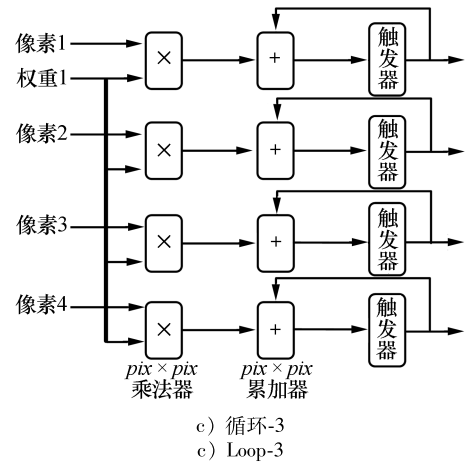 像素1
权重1
×
+
触发器
像素2
×
+
触发器
像素3
×
+
触发器
像素4
×
+
触发器
pix × pix
乘法器
pix × pix
累加器
c）循环-3
c）Loop-3